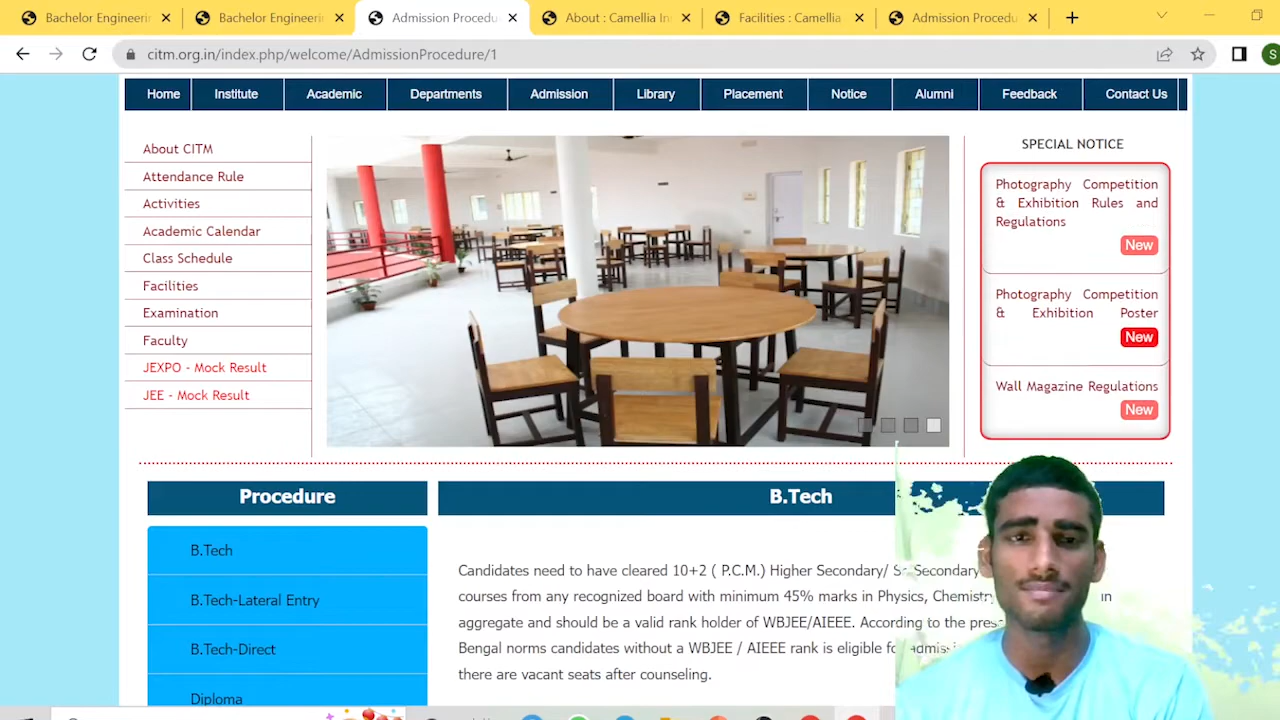 Bachelor Engineerin
Bachelor Engineerin
Admission Procedu
About : Camellia In
Facilities : Camellia
Admission Procedu
citm.org.in/index.php/welcome/AdmissionProcedure/1
S
Home Institute Academic Departments Admission Library Placement Notice Alumni Feedback Contact Us
About CITM
Attendance Rule
Activities
Academic Calendar
Class Schedule
Facilities
Examination
Faculty
JEXPO - Mock Result
JEE - Mock Result
SPECIAL NOTICE
Photography Competition
& Exhibition Rules and
Regulations
New
Photography Competition
& Exhibition Poster
New
Wall Magazine Regulations
New
Procedure
B.Tech
B.Tech-Lateral Entry
B.Tech-Direct
Diploma
B.Tech
Candidates need to have cleared 10+2 ( P.C.M.) Higher Secondary/ Sr. Secondary
courses from any recognized board with minimum 45% marks in Physics, Chemistry in
aggregate and should be a valid rank holder of WBJEE/AIEEE. According to the
Bengal norms candidates without a WBJEE / AIEEE rank is eligible for
there are vacant seats after counseling.